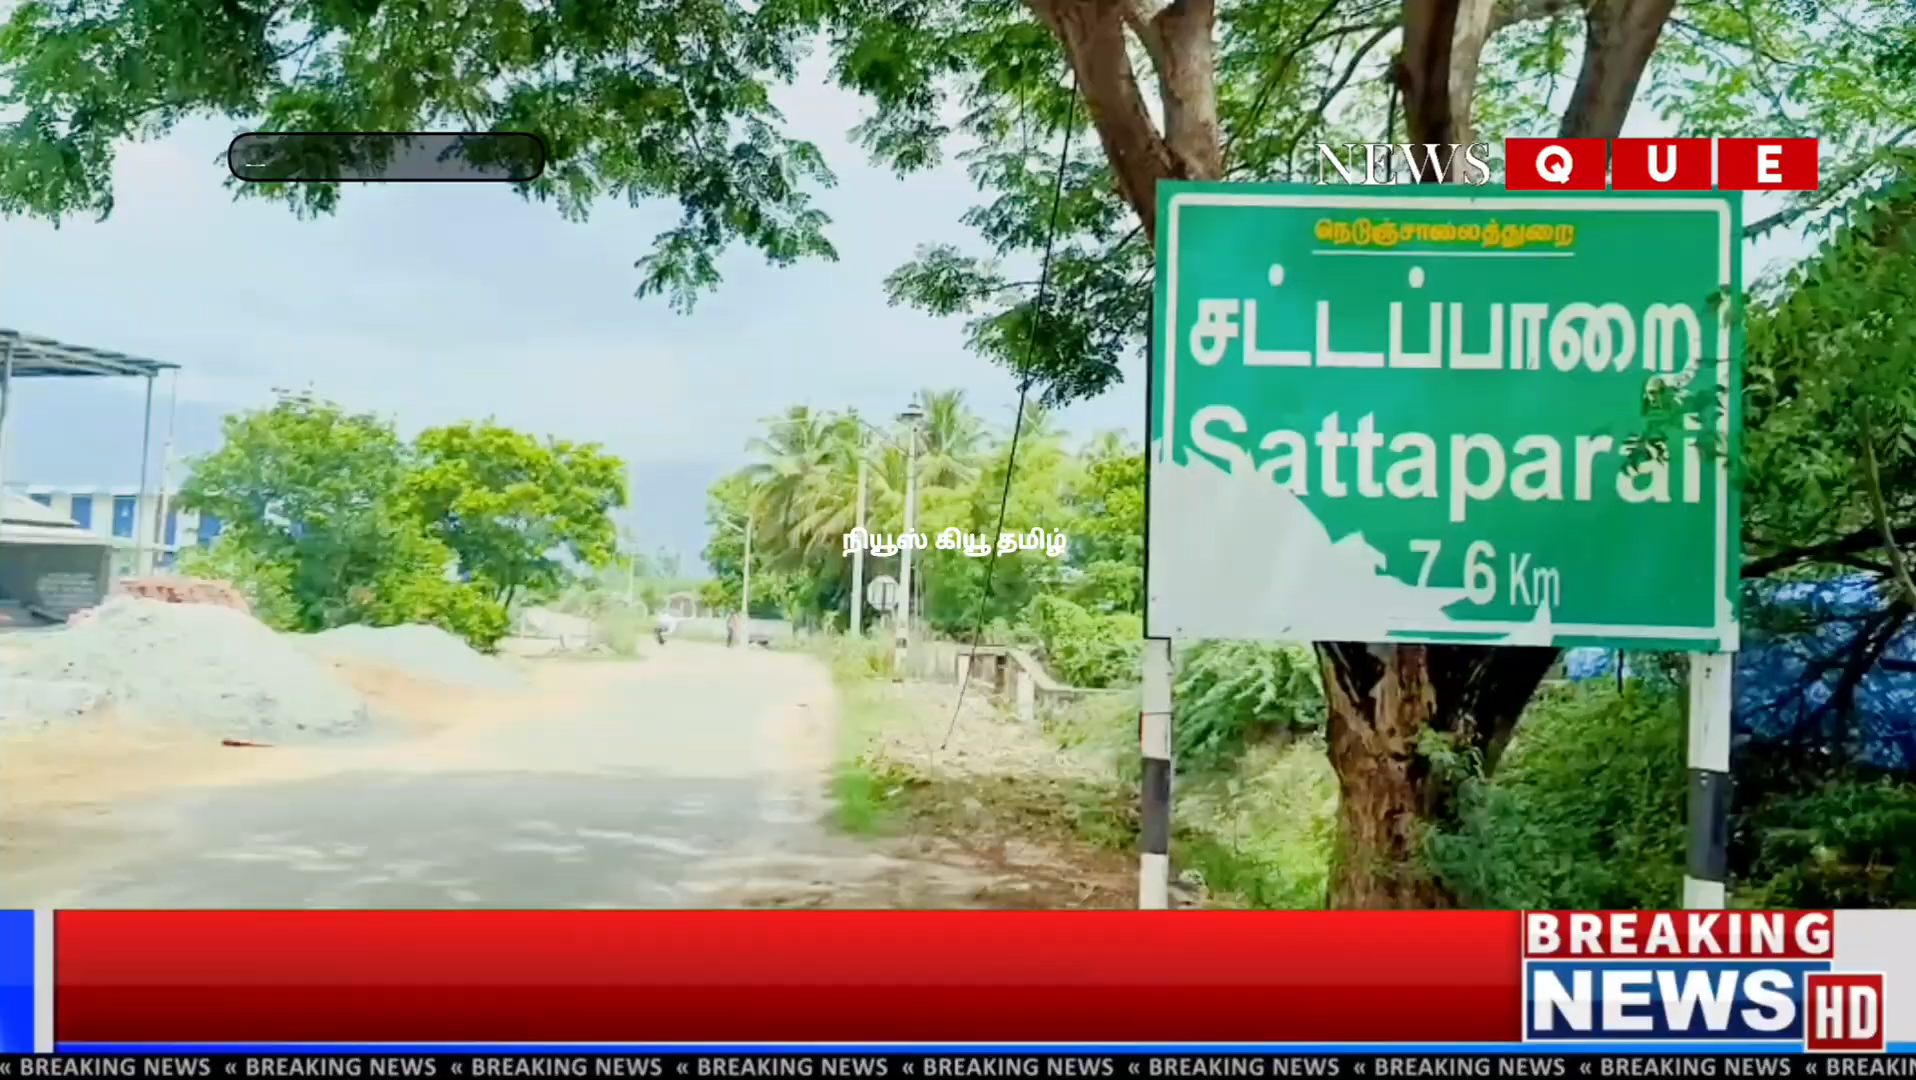 NEWS Q U E
நெடுஞ்சாலைத்துறை
சட்டப்பாறை
Sattaparai
7 6 Km
நியூஸ் கியூ தமிழ்
BREAKING
NEWS HD
« BREAKING NEWS « BREAKING NEWS « BREAKING NEWS « BREAKING NEWS « BREAKING NEWS « BREAKING NEWS « BREAKING NEWS « BREAKING NEWS « BREAKIN